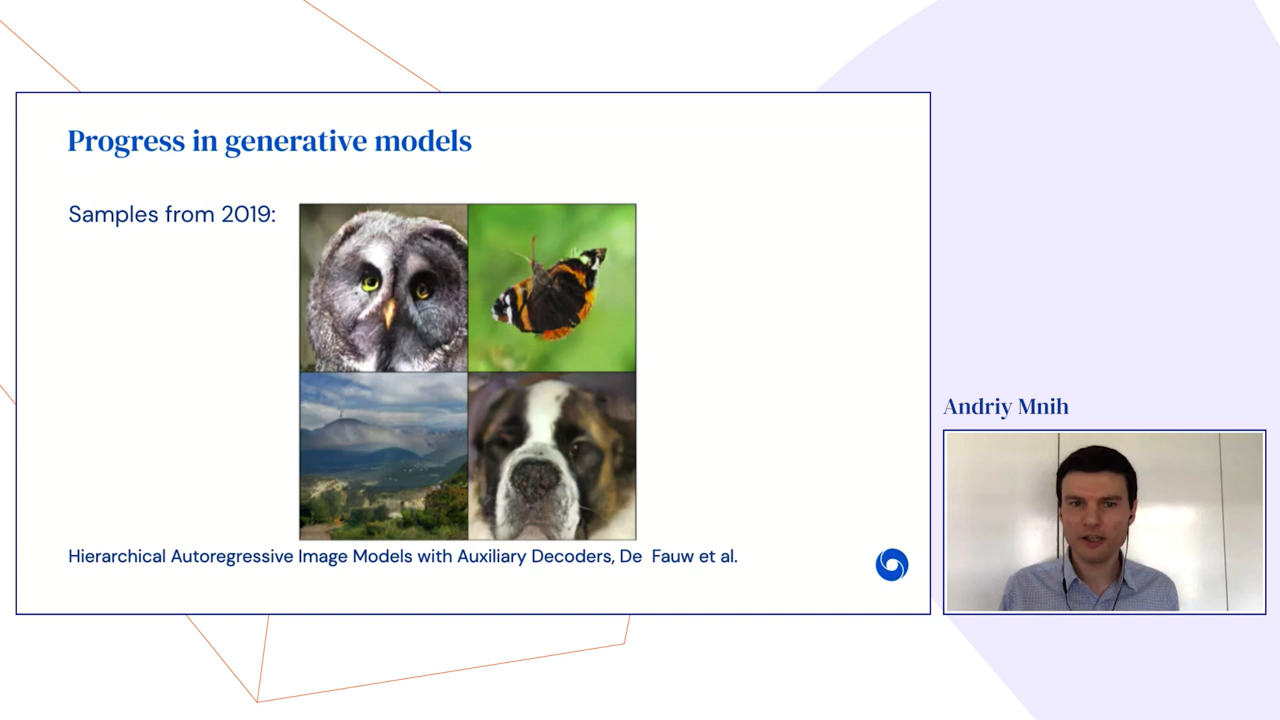 Progress in generative models
Samples from 2019:
Hierarchical Autoregressive Image Models with Auxiliary Decoders, De Fauw et al.
Andriy Mnih